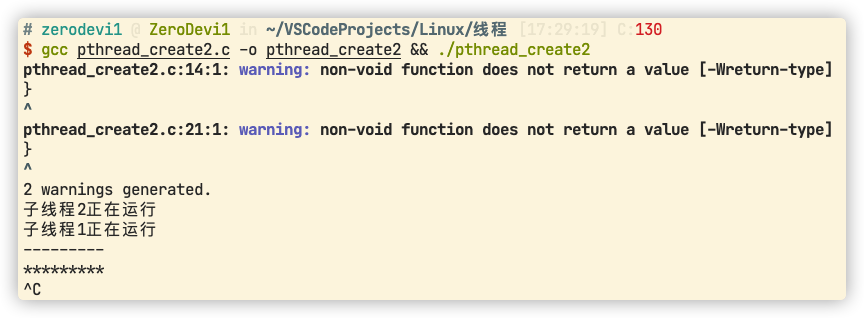 # zerodevi1 @ ZeroDevi1 in ~/VSCodeProjects/Linux/线程 [17:29:19] C:130
$ gcc pthread_create2.c -o pthread_create2 && ./pthread_create2
pthread_create2.c:14:1: warning: non-void function does not return a value [-Wreturn-type]
}
^
pthread_create2.c:21:1: warning: non-void function does not return a value [-Wreturn-type]
}
^
2 warnings generated.
子线程2正在运行
子线程1正在运行
---------
*********
^C